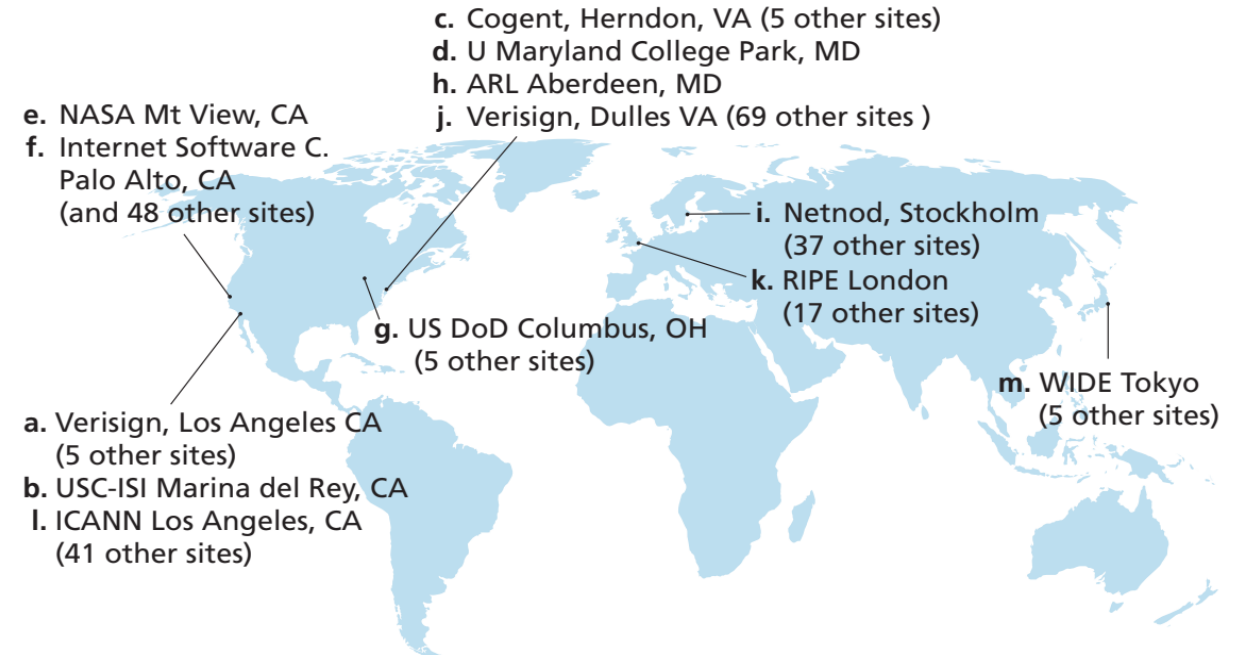 c. Cogent, Herndon, VA (5 other sites)
d. U Maryland College Park, MD
h. ARL Aberdeen, MD
j. Verisign, Dulles VA (69 other sites )
e. NASA Mt View, CA
f. Internet Software C.
Palo Alto, CA
(and 48 other sites)
i. Netnod, Stockholm
(37 other sites)
k. RIPE London
(17 other sites)
g. US DoD Columbus, OH
(5 other sites)
m. WIDE Tokyo
(5 other sites)
a. Verisign, Los Angeles CA
(5 other sites)
b. USC-ISI Marina del Rey, CA
l. ICANN Los Angeles, CA
(41 other sites)